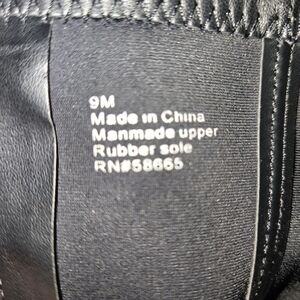 9M
Made in China
Manmade upper
Rubber sole
RN#58665